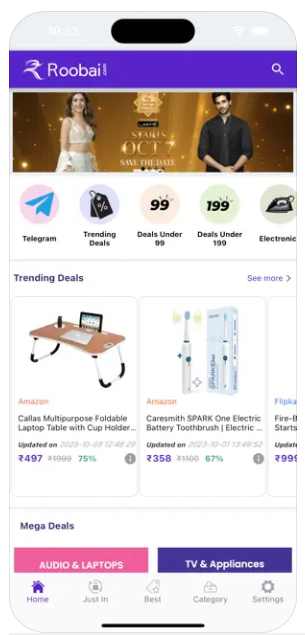 10:53
Roobai.com
LAKMÉ
STARTS
OCT 7
SAVE THE DATE
99
199
Telegram
Trending Deals
Deals Under 99
Deals Under 199
Electronic
Trending Deals
See more >
Amazon
Callas Multipurpose Foldable
Laptop Table with Cup Holder...
Updated on 2023-10-03 12:48:29
₹497 ₹1999 75%
Amazon
Caresmith SPARK One Electric
Battery Toothbrush | Electric ...
Updated on 2023-10-01 13:49:52
₹358 ₹1100 67%
Flipka
Fire-B
Starts
Update
₹999
Mega Deals
AUDIO & LAPTOPS
TV & Appliances
Home
Just In
Best
Category
Settings